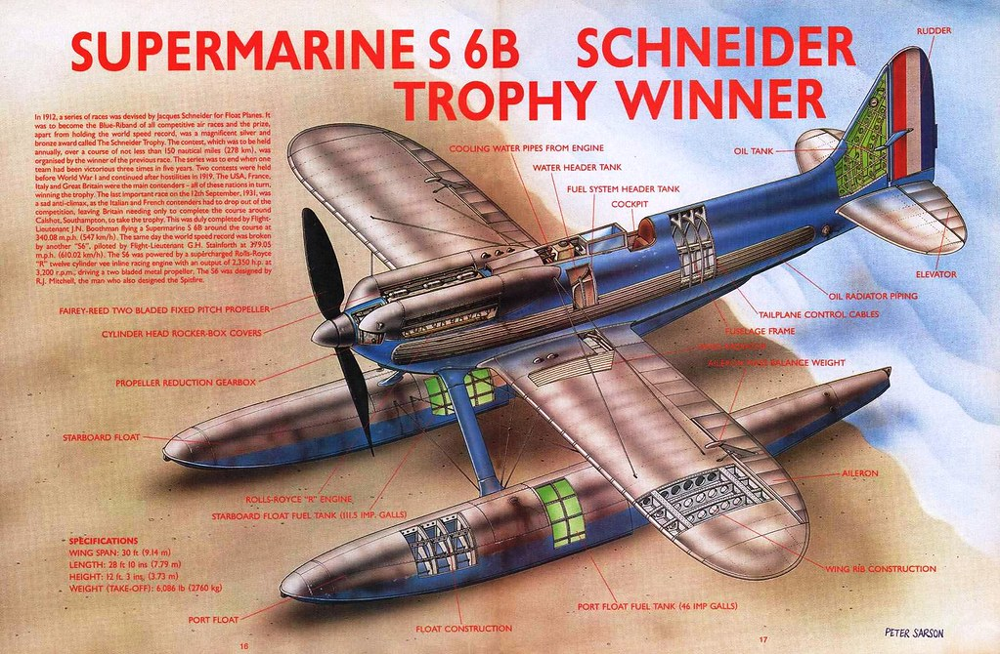 SUPERMARINE S 6B SCHNEIDER
TROPHY WINNER
In 1912, a series of races was devised by Jacques Schneider for Float Planes. It
was to become the Blue-Riband of all competitive air races and the prize,
apart from holding the world speed record, was a magnificent silver and
bronze award called The Schneider Trophy. The contest, which was to be held
annually, over a course of not less than 150 nautical miles (278 km), was
organised by the winner of the previous race. The series was to end when one
team had been victorious three times in five years. Two contests were held
before World War I and continued after hostilities in 1919. The USA, France,
Italy and Great Britain were the main contenders – all of these nations in turn,
winning the trophy. The last important race on the 12th September, 1931, was
a sad anti-climax, as the Italian and French contenders had to drop out of the
competition, leaving Britain needing only to complete the course around
Calshot, Southampton, to take the trophy. This was duly completed by Flight-
Lieutenant J.N. Boothman flying a Supermarine S 6B around the course at
340.08 m.p.h. (547 km/h). The same day the world speed record was broken
by another "S6", piloted by Flight-Lieutenant G.H. Stainforth at 379.05
m.p.h. (610.02 km/h). The S6 was powered by a supercharged Rolls-Royce
"R" twelve cylinder vee inline racing engine with an output of 2,350 h.p. at
3,200 r.p.m., driving a two bladed metal propeller. The S6 was designed by
R.J. Mitchell, the man who also designed the Spitfire.
RUDDER
COOLING WATER PIPES FROM ENGINE
OIL TANK
WATER HEADER TANK
FUEL SYSTEM HEADER TANK
COCKPIT
ELEVATOR
OIL RADIATOR PIPING
FAIREY-REED TWO BLADED FIXED PITCH PROPELLER
TAILPLANE CONTROL CABLES
CYLINDER HEAD ROCKER-BOX COVERS
FUSELAGE FRAME
BALANCE WEIGHT
PROPELLER REDUCTION GEARBOX
STARBOARD FLOAT
AILERON
ROLLS-ROYCE "R" ENGINE
STARBOARD FLOAT FUEL TANK (111.5 IMP. GALLS)
SPECIFICATIONS
WING SPAN: 30 ft (9.14 m)
LENGTH: 28 ft 10 ins (7.79 m)
HEIGHT: 12 ft 3 ins, (3.73 m)
WEIGHT (TAKE-OFF): 6,086 lb (2760 kg)
WING RIB CONSTRUCTION
PORT FLOAT
FLOAT CONSTRUCTION
PORT FLOAT FUEL TANK (46 IMP GALLS)
PETER SARSON
16
17